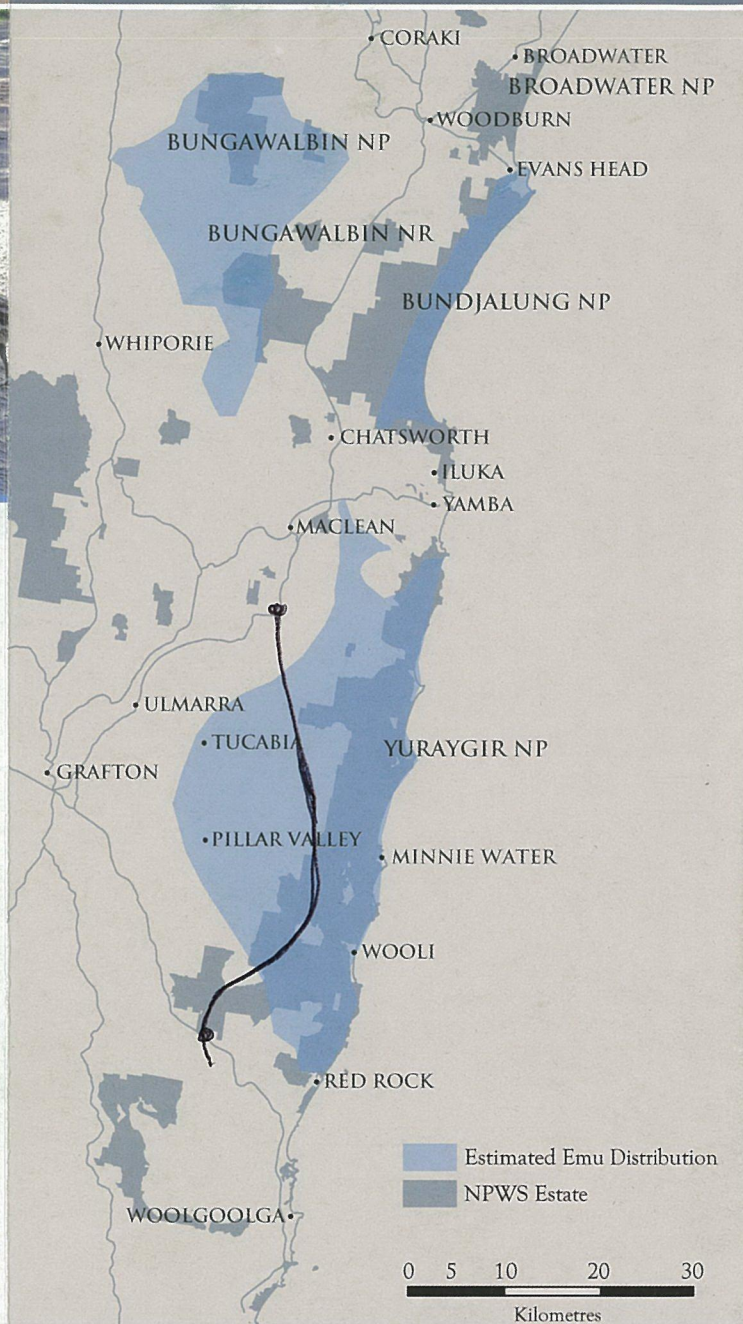 CORAKI
BROADWATER
BROADWATER NP
WOODBURN
BUNGAWALBIN NP
EVANS HEAD
BUNGAWALBIN NR
BUNDJALUNG NP
WHIPORIE
CHATSWORTH
ILUKA
YAMBA
MACLEAN
ULMARRA
TUCABIA
YURAYGIR NP
GRAFTON
PILLAR VALLEY
MINNIE WATER
WOOLI
RED ROCK
Estimated Emu Distribution
NPWS Estate
WOOLGOOLGA
0 5 10 20 30
Kilometres